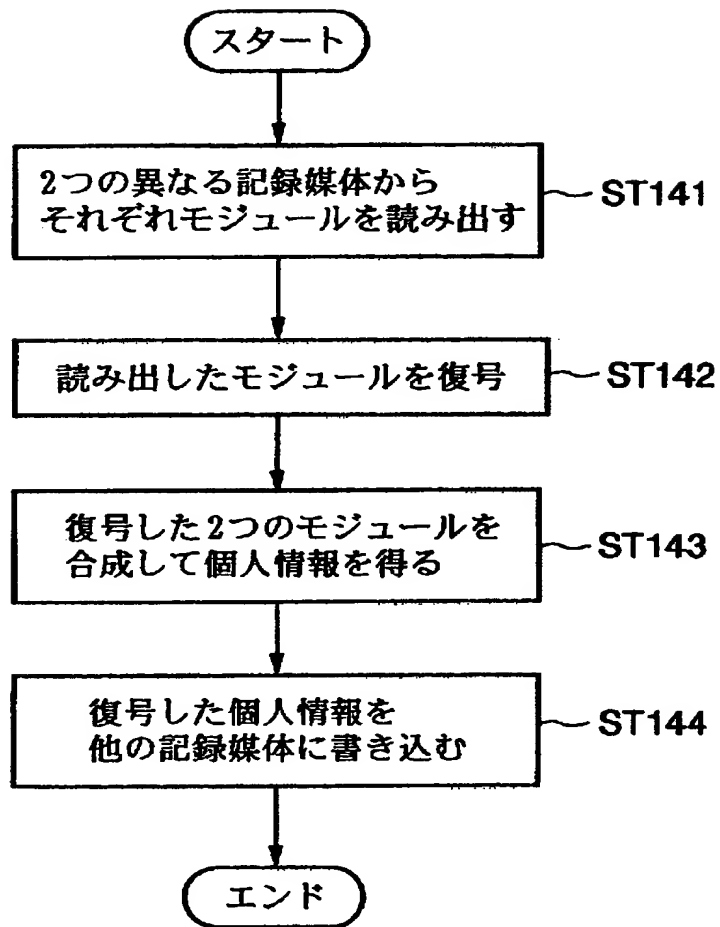 スタート
2つの異なる記録媒体から
それぞれモジュールを読み出す
ST141
読み出したモジュールを復号
ST142
復号した2つのモジュールを
合成して個人情報を得る
ST143
復号した個人情報を
他の記録媒体に書き込む
ST144
エンド